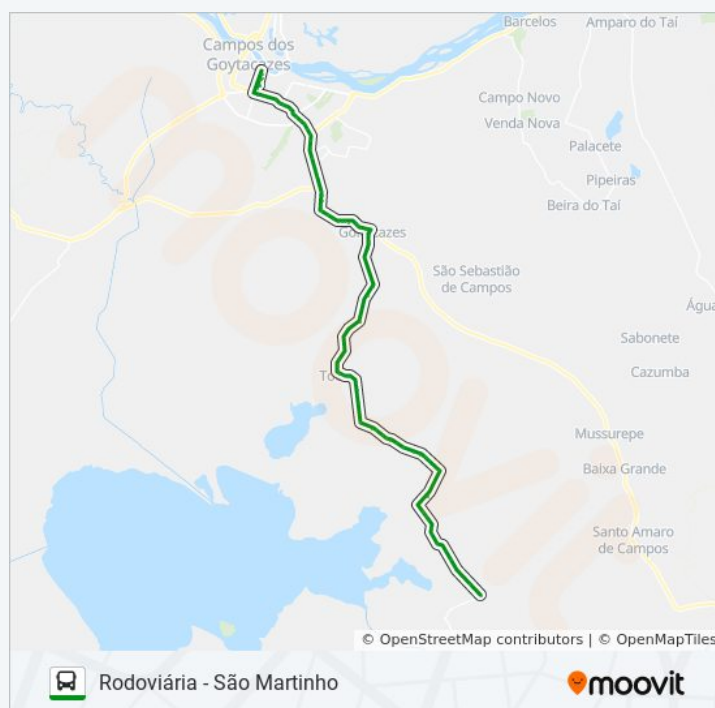 Barcelos
Amparo do Taí
Campos dos
Goytacazes
Campo Novo
Venda Nova
Palacete
Pipeiras
Beira do Taí
São Sebastião
de Campos
Sabonete
Cazumba
Mussurepe
Baixa Grande
Santo Amaro
de Campos
© OpenStreetMap contributors | © OpenMapTiles
Rodoviária - São Martinho
moovit